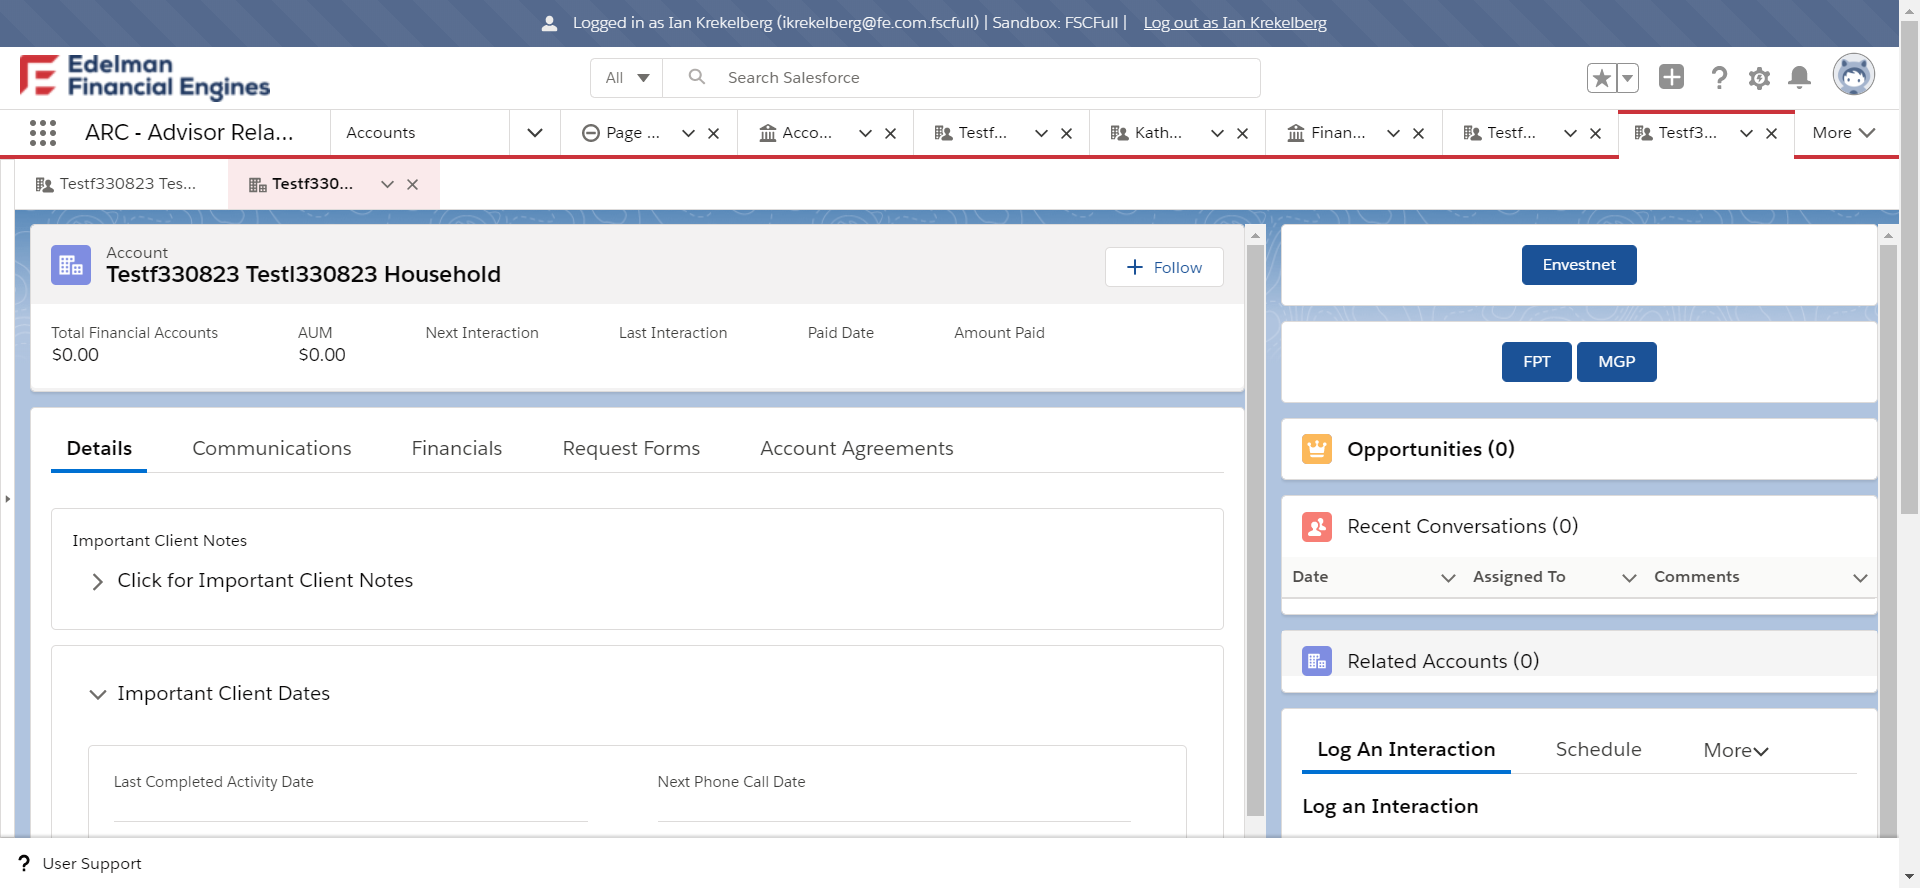 Logged in as Ian Krekelberg (ikrekelberg@fe.com.fscfull) | Sandbox: FSCFull | Log out as Ian Krekelberg
Edelman
Financial Engines
All Search Salesforce
ARC - Advisor Rela... Accounts Page ... Acco... Testf... Kath... Finan... Testf... Testf3... More
Testf330823 Tes... Testf330...
Account
Testf330823 Testl330823 Household
Follow
Total Financial Accounts AUM Next Interaction Last Interaction Paid Date Amount Paid
$0.00 $0.00
Details Communications Financials Request Forms Account Agreements
Important Client Notes
Click for Important Client Notes
Important Client Dates
Last Completed Activity Date Next Phone Call Date
Envestnet
FPT MGP
Opportunities (0)
Recent Conversations (0)
Date Assigned To Comments
Related Accounts (0)
Log An Interaction Schedule More
Log an Interaction
? User Support